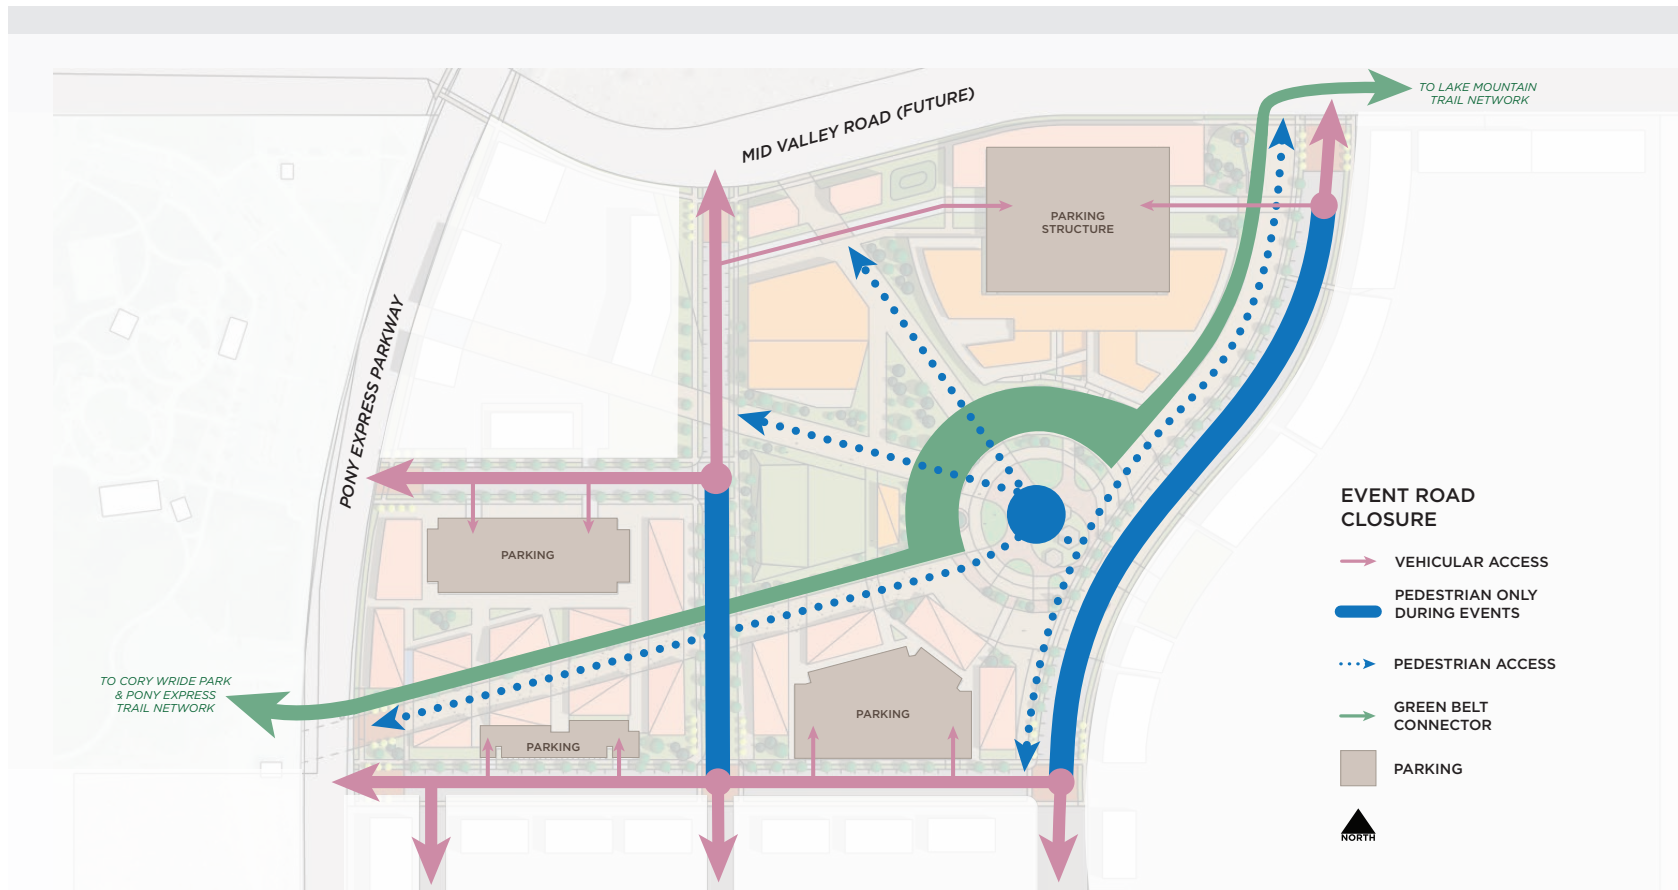 TO LAKE MOUNTAIN
TRAIL NETWORK
MID VALLEY ROAD (FUTURE)
PARKING
STRUCTURE
PONY EXPRESS PARKWAY
PARKING
TO CORY WRIDE PARK
& PONY EXPRESS
TRAIL NETWORK
PARKING
PARKING
EVENT ROAD
CLOSURE
VEHICULAR ACCESS
PEDESTRIAN ONLY
DURING EVENTS
PEDESTRIAN ACCESS
GREEN BELT
CONNECTOR
PARKING
NORTH